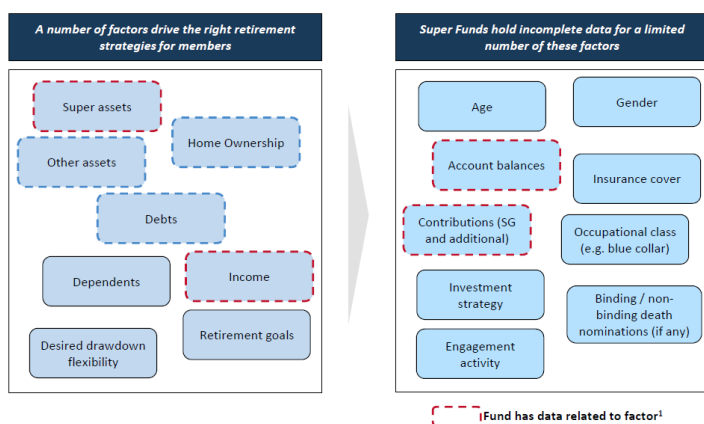 A number of factors drive the right retirement
strategies for members
Super assets
Home Ownership
Other assets
Debts
Dependents
Income
Retirement goals
Desired drawdown
flexibility
Super Funds hold incomplete data for a limited
number of these factors
Age
Gender
Account balances
Insurance cover
Contributions (SG
and additional)
Occupational class
(e.g. blue collar)
Investment
strategy
Binding / non-
binding death
nominations (if any)
Engagement
activity
Fund has data related to factor1